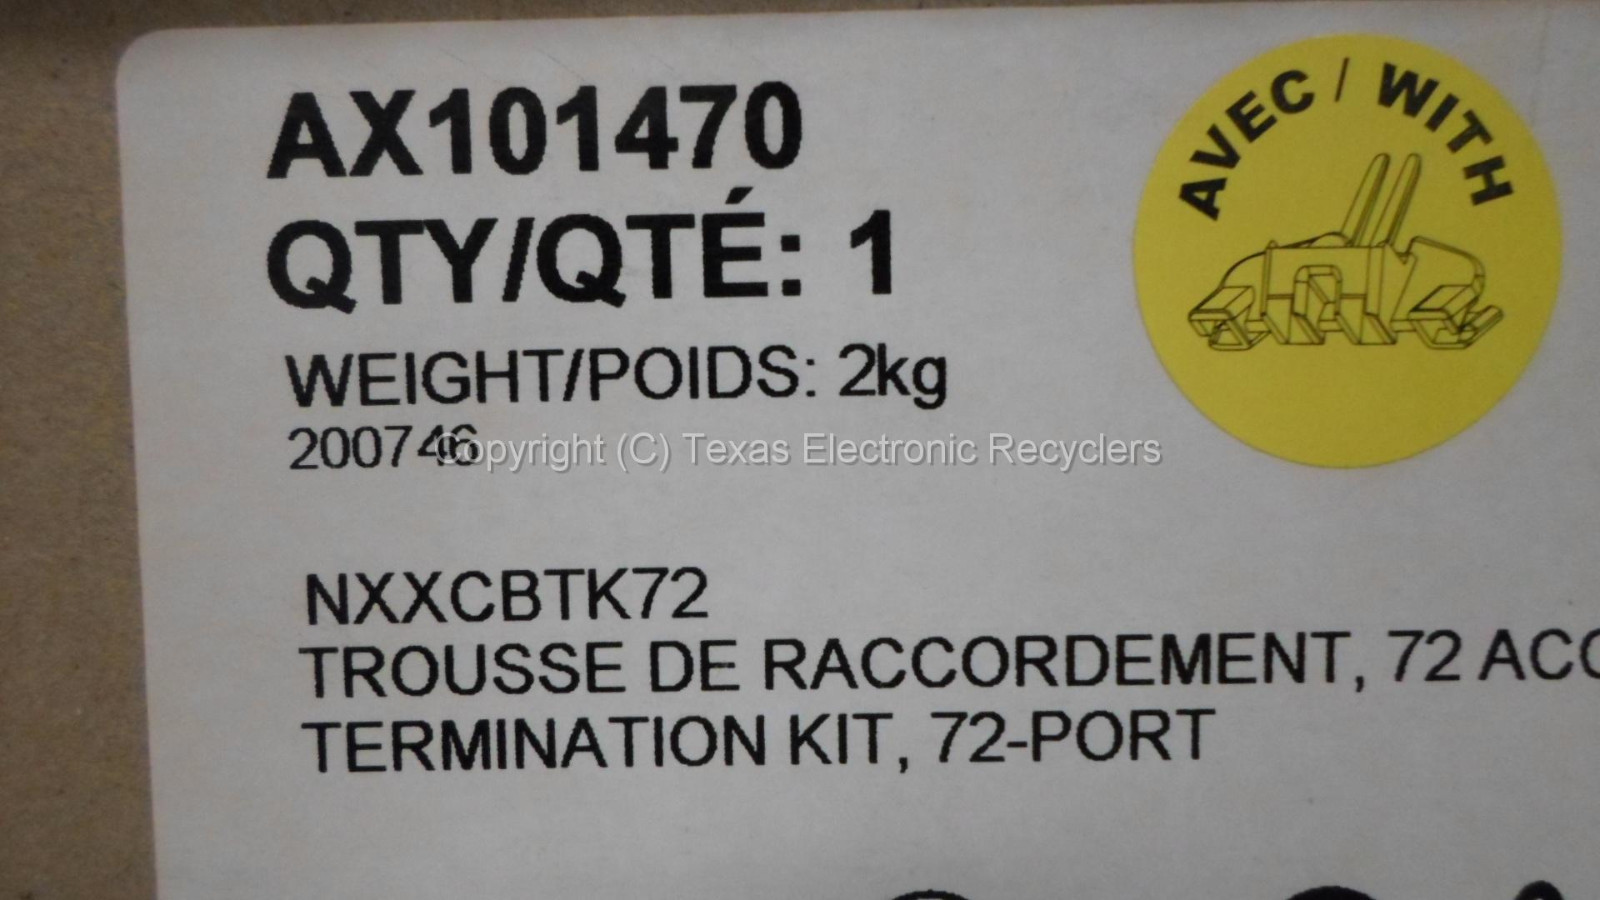 AX101470
QTY/QTÉ: 1
WEIGHT/POIDS: 2kg
200746
Copyright (C) Texas Electronic Recyclers
AVEC / WITH
NXXCBTK72
TROUSSE DE RACCORDEMENT, 72
TERMINATION KIT, 72-PORT